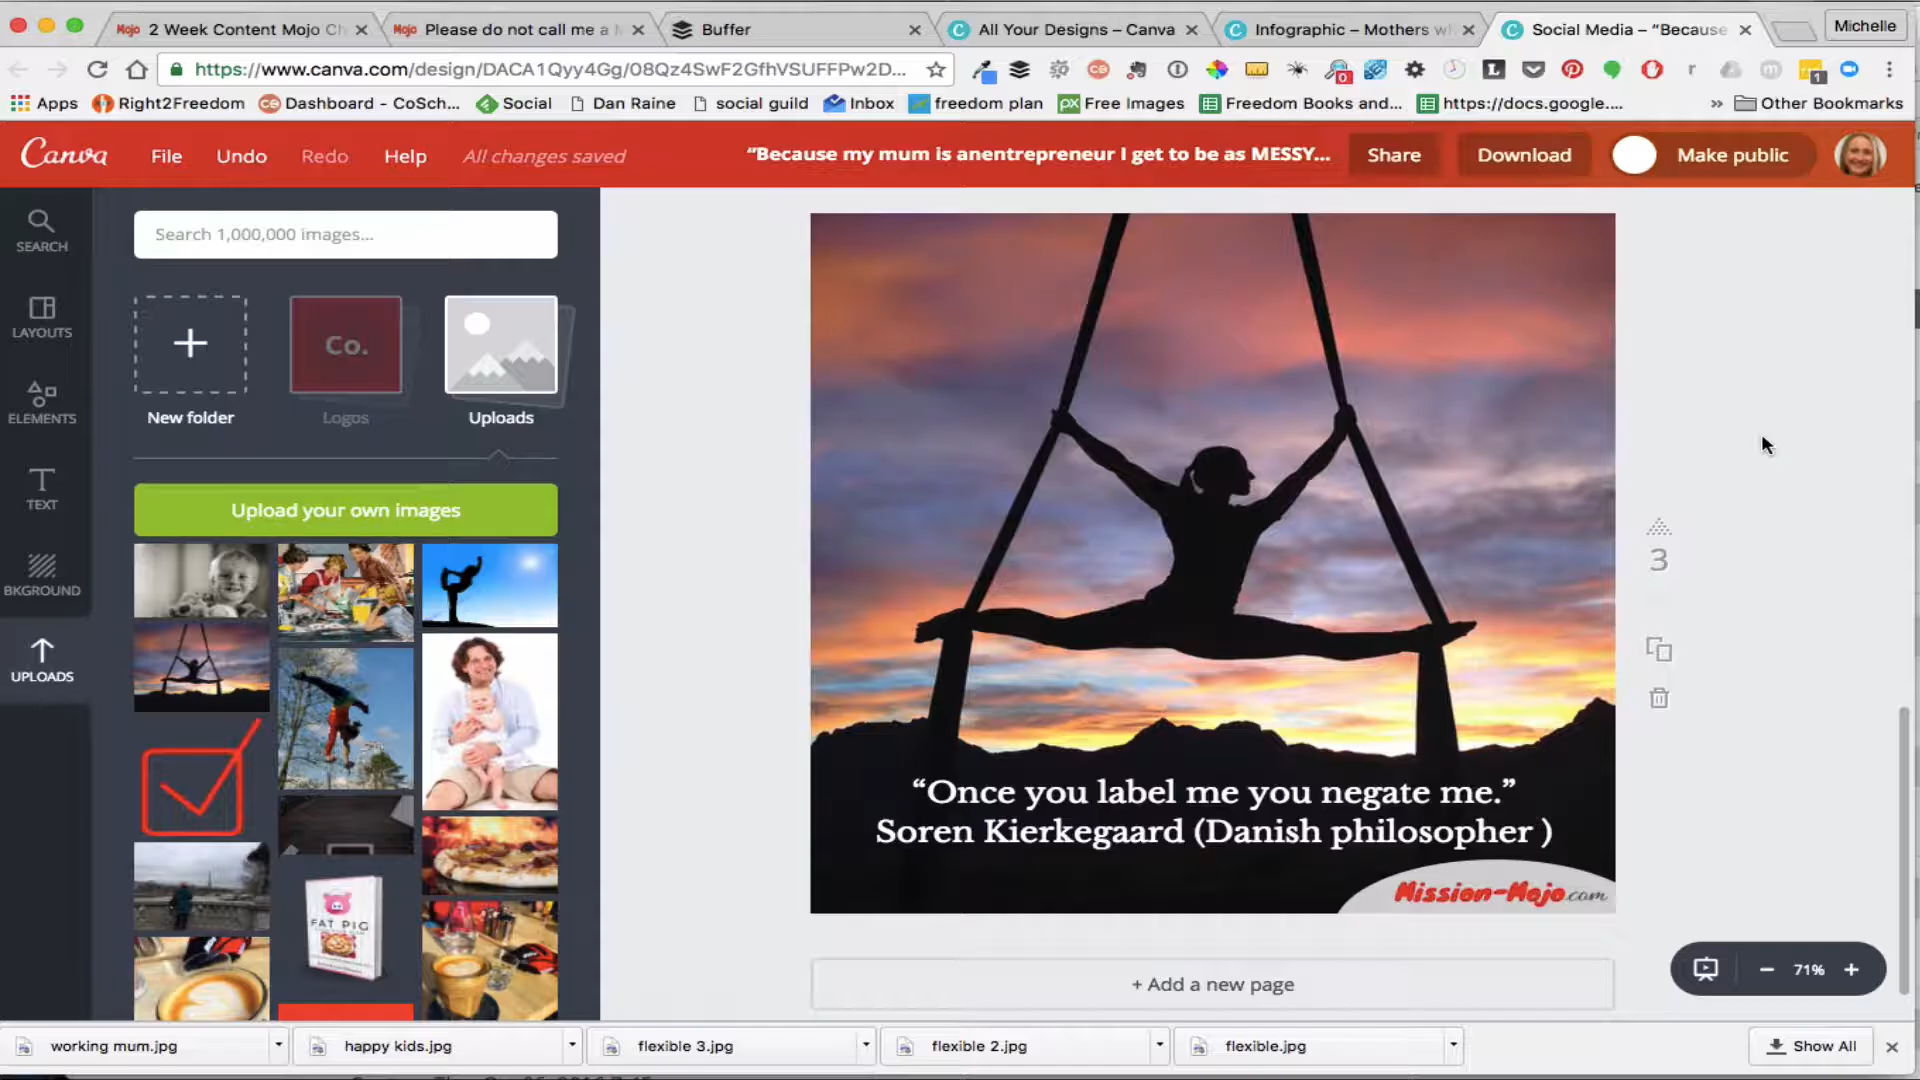 Mojo 2 Week Content Mojo Ch
Mojo Please do not call me a
Buffer
All Your Designs – Canva
Infographic – Mothers w
Social Media – “Because
Michelle
https://www.canva.com/design/DACA1Qyy4Gg/08Qz4SwF2GfhVSUFFPw2D...
Apps
Right2Freedom
Dashboard - CoSch...
Social
Dan Raine
social guild
Inbox
freedom plan
Free Images
Freedom Books and...
https://docs.google....
»
Other Bookmarks
Canva
File
Undo
Redo
Help
All changes saved
“Because my mum is anentrepreneur I get to be as MESSY...
Share
Download
Make public
SEARCH
LAYOUTS
ELEMENTS
TEXT
BKGROUND
UPLOADS
Search 1,000,000 images...
Co.
New folder
Logos
Uploads
Upload your own images
FAT PIG
“Once you label me you negate me.”
Soren Kierkegaard (Danish philosopher )
Mission-Mojo.com
3
+ Add a new page
71%
working mum.jpg
happy kids.jpg
flexible 3.jpg
flexible 2.jpg
flexible.jpg
Show All